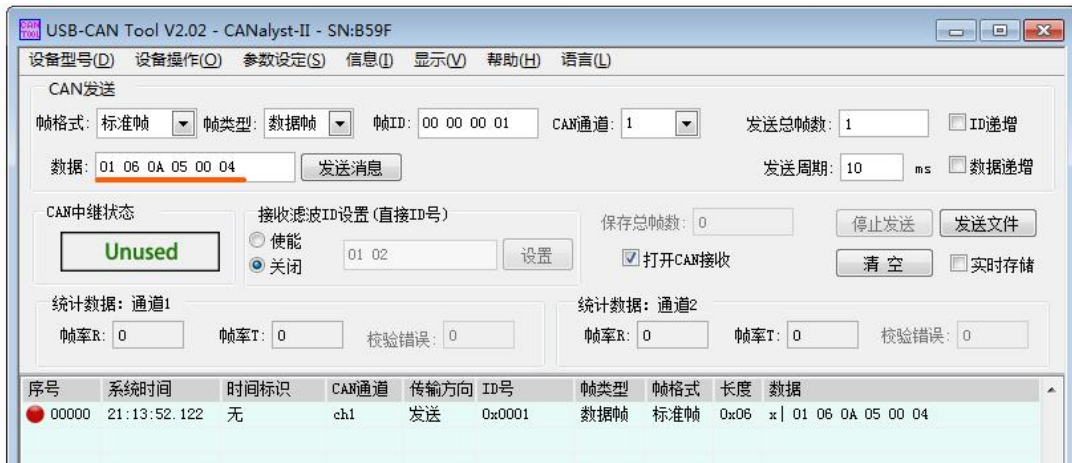 USB-CAN Tool V2.02 - CANalyst-II - SN:B59F
设备型号(D) 设备操作(O) 参数设定(S) 信息(I) 显示(V) 帮助(H) 语言(L)
CAN发送
帧格式: 标准帧 帧类型: 数据帧 帧ID: 00 00 00 01 CAN通道: 1 发送总帧数: 1 ID递增
数据: 01 06 0A 05 00 04 发送消息 发送周期: 10 ms 数据递增
CAN中继状态 接收滤波ID设置(直接ID号) 保存总帧数: 0 停止发送 发送文件
Unused 使能 01 02 设置
关闭 打开CAN接收 清空 实时存储
统计数据: 通道1 统计数据: 通道2
帧率R: 0 帧率T: 0 校验错误: 0 帧率R: 0 帧率T: 0 校验错误: 0
序号 系统时间 时间标识 CAN通道 传输方向 ID号 帧类型 帧格式 长度 数据
00000 21:13:52.122 无 ch1 发送 0x0001 数据帧 标准帧 0x06 x| 01 06 0A 05 00 04